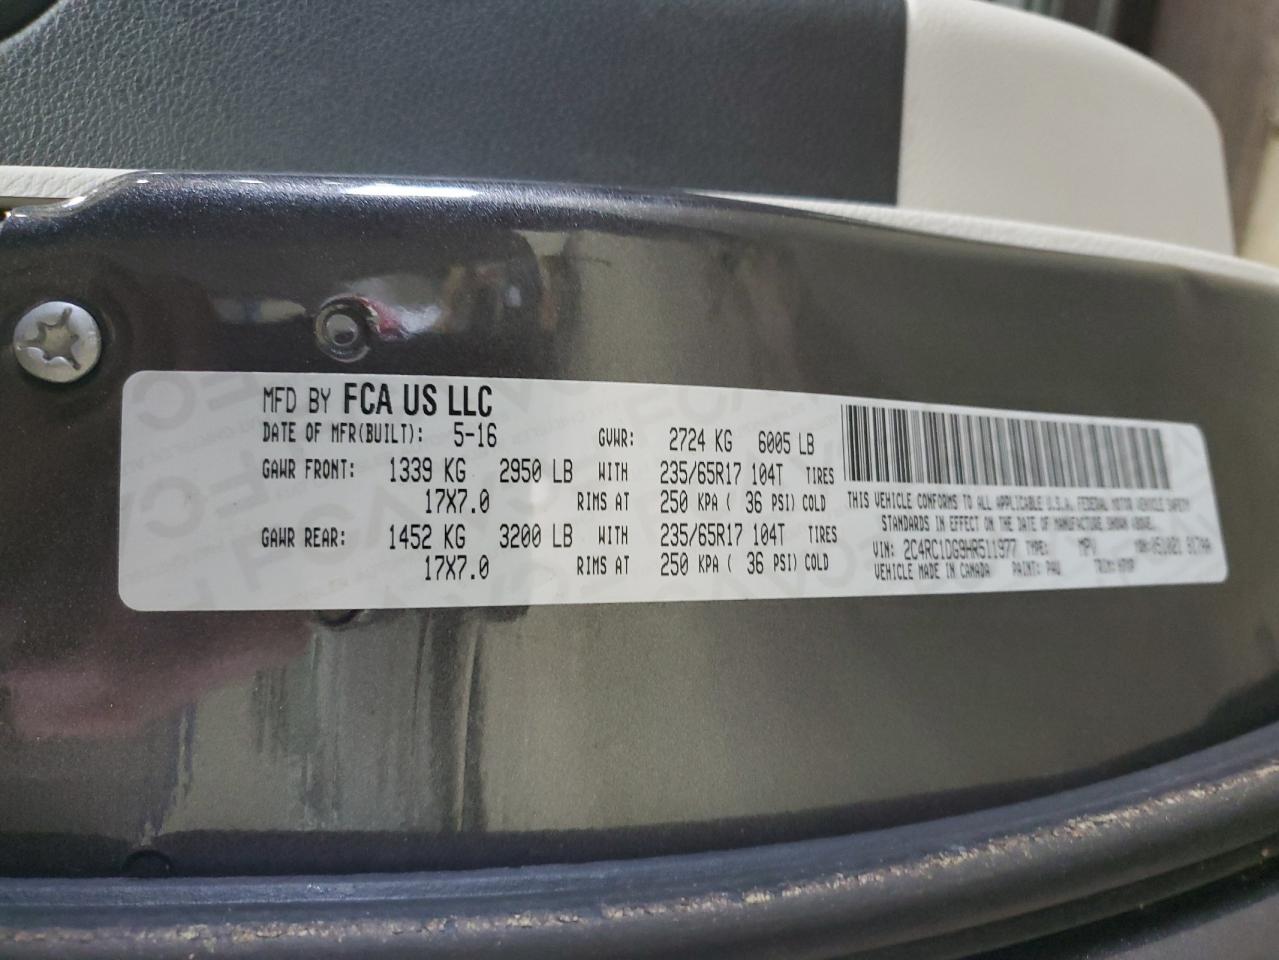 MFD BY FCA US LLC
DATE OF MFR(BUILT): 5-16 GVWR: 2724 KG 6005 LB
GAWR FRONT: 1339 KG 2950 LB WITH 235/65R17 104T TIRES
17X7.0 RIMS AT 250 KPA ( 36 PSI) COLD
GAWR REAR: 1452 KG 3200 LB WITH 235/65R17 104T TIRES
17X7.0 RIMS AT 250 KPA ( 36 PSI) COLD
THIS VEHICLE CONFORMS TO ALL APPLICABLE U.S.A. FEDERAL MOTOR VEHICLE SAFETY
STANDARDS IN EFFECT ON THE DATE OF MANUFACTURE SHOWN ABOVE.
VIN: 2C4RC1DG9HR511977 TYPE: MPV
VEHICLE MADE IN CANADA PAINT: PAU TRIM: